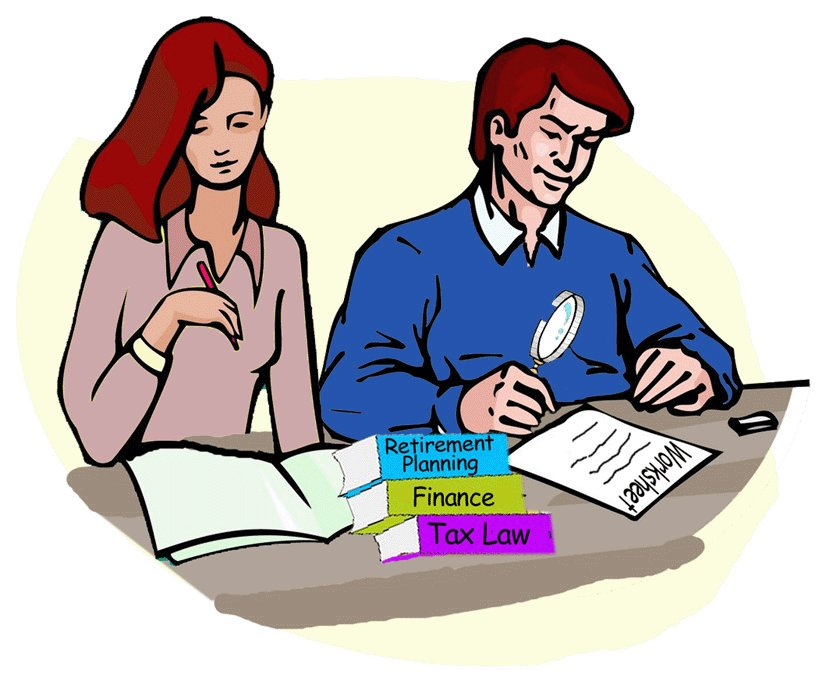 Retirement
Planning
Finance
Tax Law
Worksheet